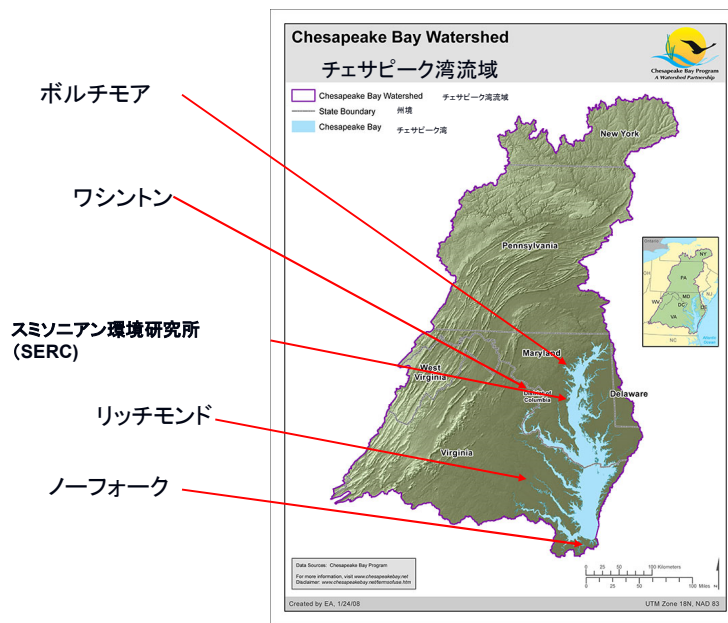 Chesapeake Bay Watershed
チェサピーク湾流域
Chesapeake Bay Program
A Watershed Partnership
Chesapeake Bay Watershed チェサピーク湾流域
State Boundary 州境
Chesapeake Bay チェサピーク湾
ボルチモア
ワシントン
スミソニアン環境研究所
(SERC)
リッチモンド
ノーフォーク
New York
Pennsylvania
Maryland
West
Virginia
District of
Columbia
Delaware
Virginia
Ontario
NY
OH
PA
NJ
MD
WV
DC
DE
VA
NC
Atlantic
Ocean
Data Sources: Chesapeake Bay Program
For more information, visit www.chesapeakebay.net
Disclaimer: www.chesapeakebay.net/termsofuse.htm
0 25 50 100 Kilometers
0 25 50 100 Miles
N
Created by EA, 1/24/08
UTM Zone 18N, NAD 83